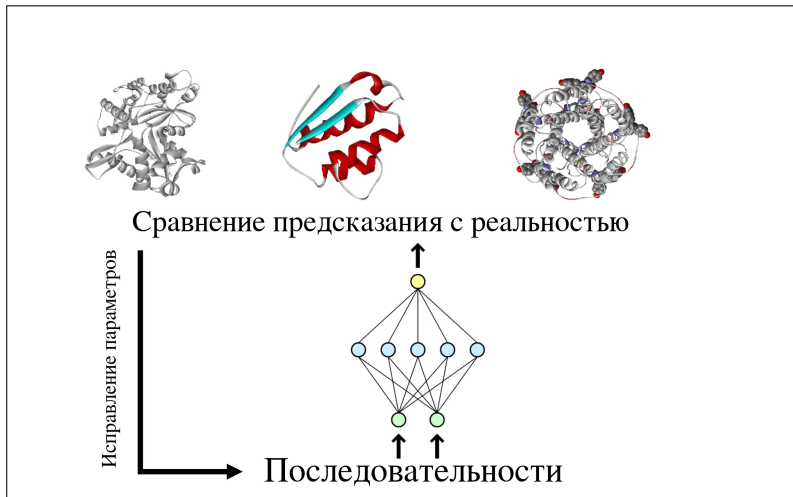 Сравнение предсказания с реальностью
Исправление параметров
Последовательности